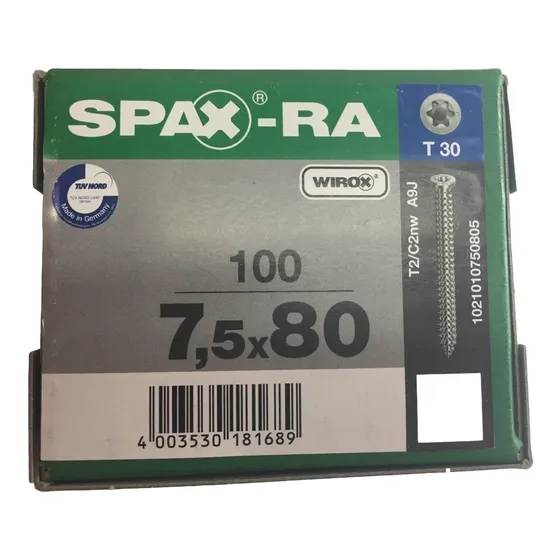 SPAX®-RA
T 30
TÜV NORD
Made in Germany
WIROX®
T2/C2nw A9J
1021010750805
100
7,5x80
4 003530 181689